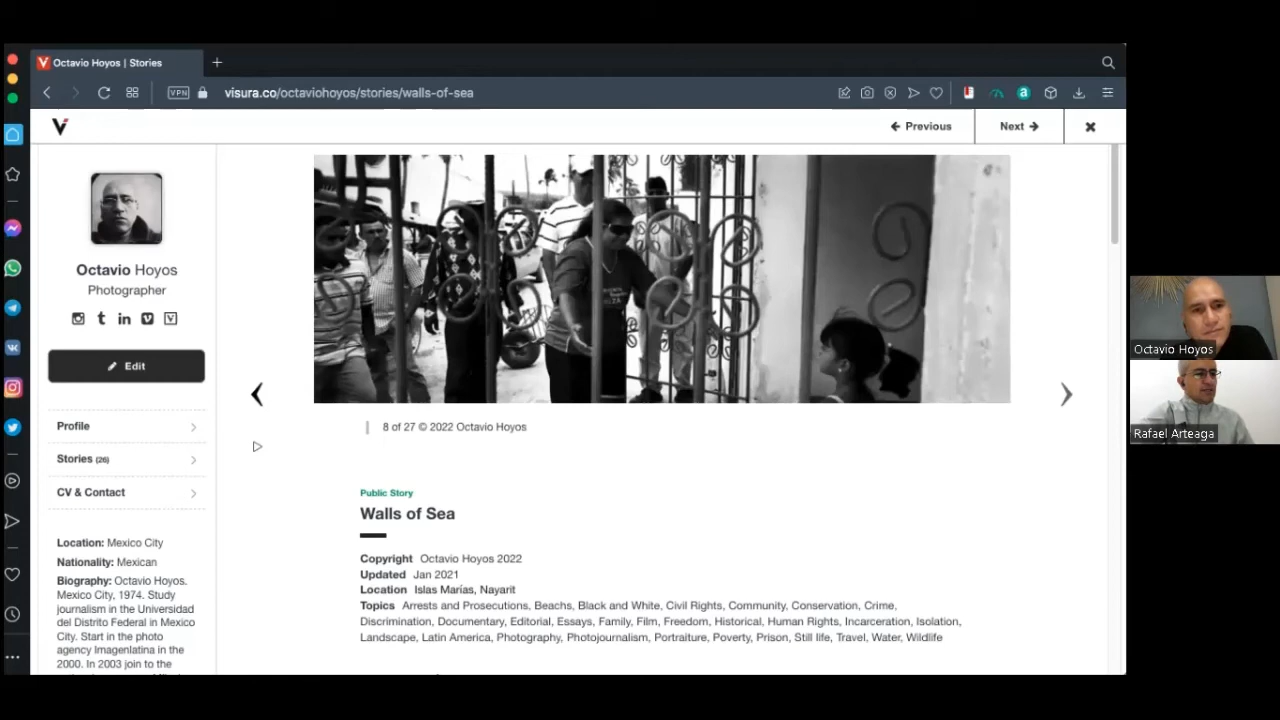 Octavio Hoyos | Stories
VPN
visura.co/octaviohoyos/stories/walls-of-sea
Previous
Next
Octavio Hoyos
Photographer
Edit
Profile
Stories (26)
CV & Contact
Location: Mexico City
Nationality: Mexican
Biography: Octavio Hoyos.
Mexico City, 1974. Study
journalism in the Universidad
del Distrito Federal in Mexico
City. Start in the photo
agency Imagenlatina in the
2000. In 2003 join to the
8 of 27 © 2022 Octavio Hoyos
Public Story
Walls of Sea
Copyright Octavio Hoyos 2022
Updated Jan 2021
Location Islas Marías, Nayarit
Topics Arrests and Prosecutions, Beachs, Black and White, Civil Rights, Community, Conservation, Crime,
Discrimination, Documentary, Editorial, Essays, Family, Film, Freedom, Historical, Human Rights, Incarceration, Isolation,
Landscape, Latin America, Photography, Photojournalism, Portraiture, Poverty, Prison, Still life, Travel, Water, Wildlife
Octavio Hoyos
Rafael Arteaga